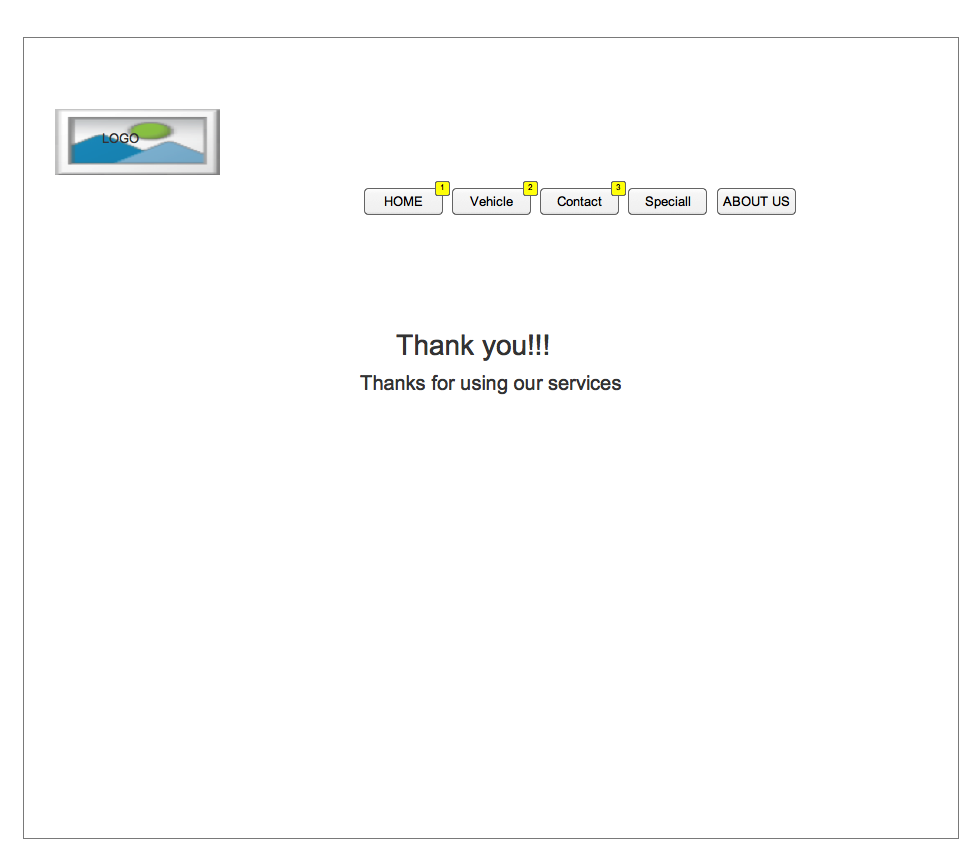 LOGO
1 2 3
HOME Vehicle Contact Speciall ABOUT US
Thank you!!!
Thanks for using our services